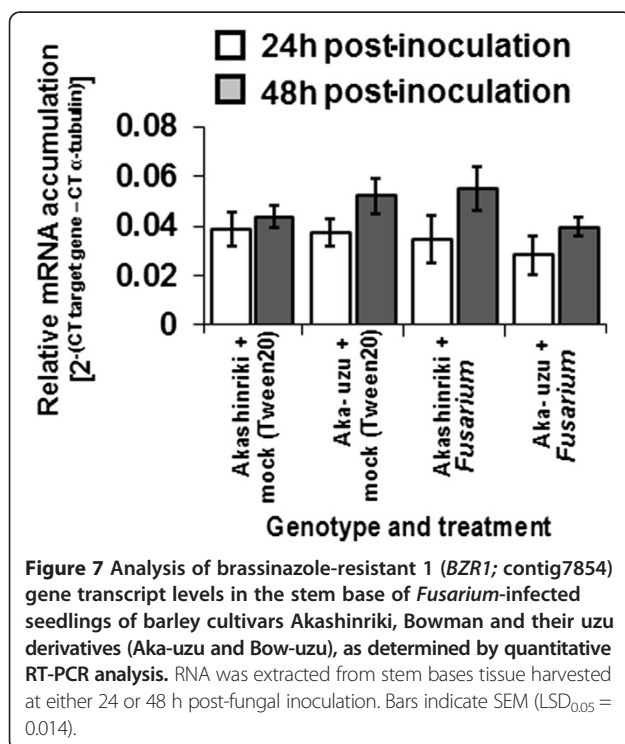 24h post-inoculation
48h post-inoculation
Relative mRNA accumulation
[2-(CT target gene – CT α-tubulin)]
0.08
0.06
0.04
0.02
0
Akashinriki +
mock (Tween20)
Aka- uzu +
mock (Tween20)
Akashinriki +
Fusarium
Aka- uzu +
Fusarium
Genotype and treatment
Figure 7 Analysis of brassinazole-resistant 1 (BZR1; contig7854)
gene transcript levels in the stem base of Fusarium-infected
seedlings of barley cultivars Akashinriki, Bowman and their uzu
derivatives (Aka-uzu and Bow-uzu), as determined by quantitative
RT-PCR analysis. RNA was extracted from stem bases tissue harvested
at either 24 or 48 h post-fungal inoculation. Bars indicate SEM (LSD0.05 =
0.014).